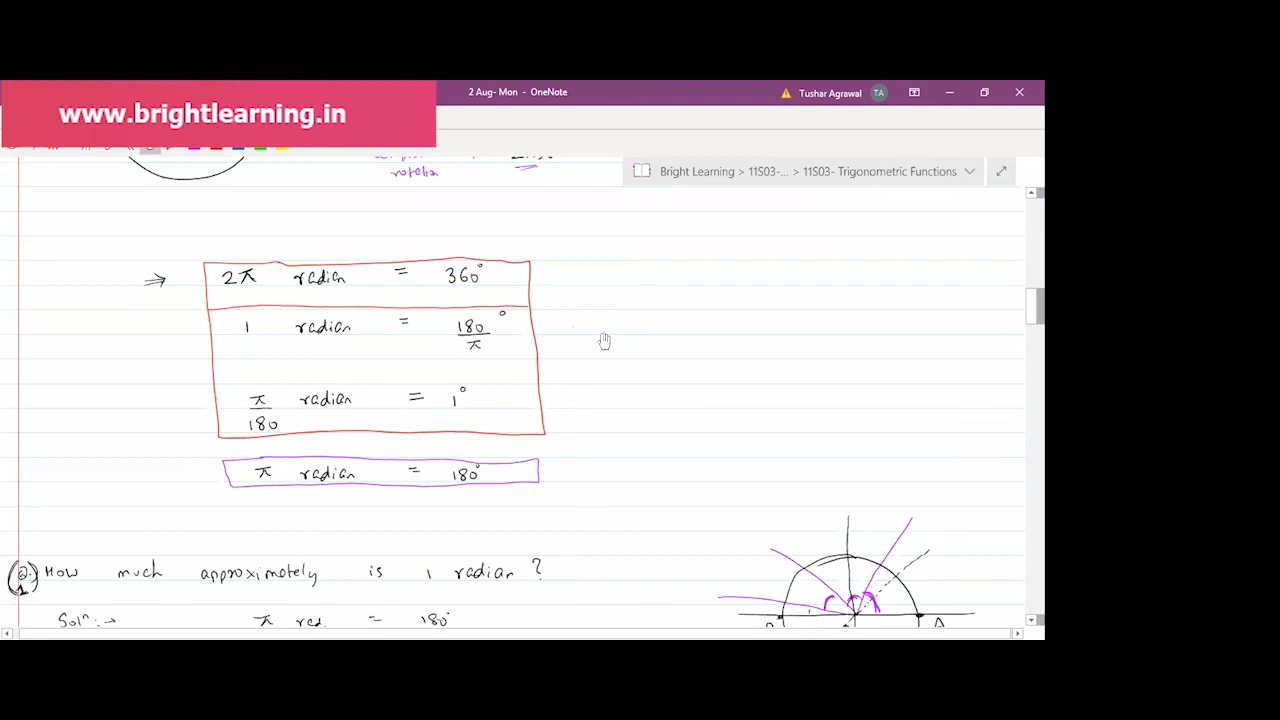 www.brightlearning.in
2 Aug- Mon - OneNote
Tushar Agrawal TA
rotation
Bright Learning > 11S03-... > 11S03- Trigonometric Functions
⇒ 2π radian = 360°
1 radian = 180/π °
π/180 radian = 1°
π radian = 180°
Q. How much approximately is 1 radian ?
Solⁿ:→ π rad. = 180°
A